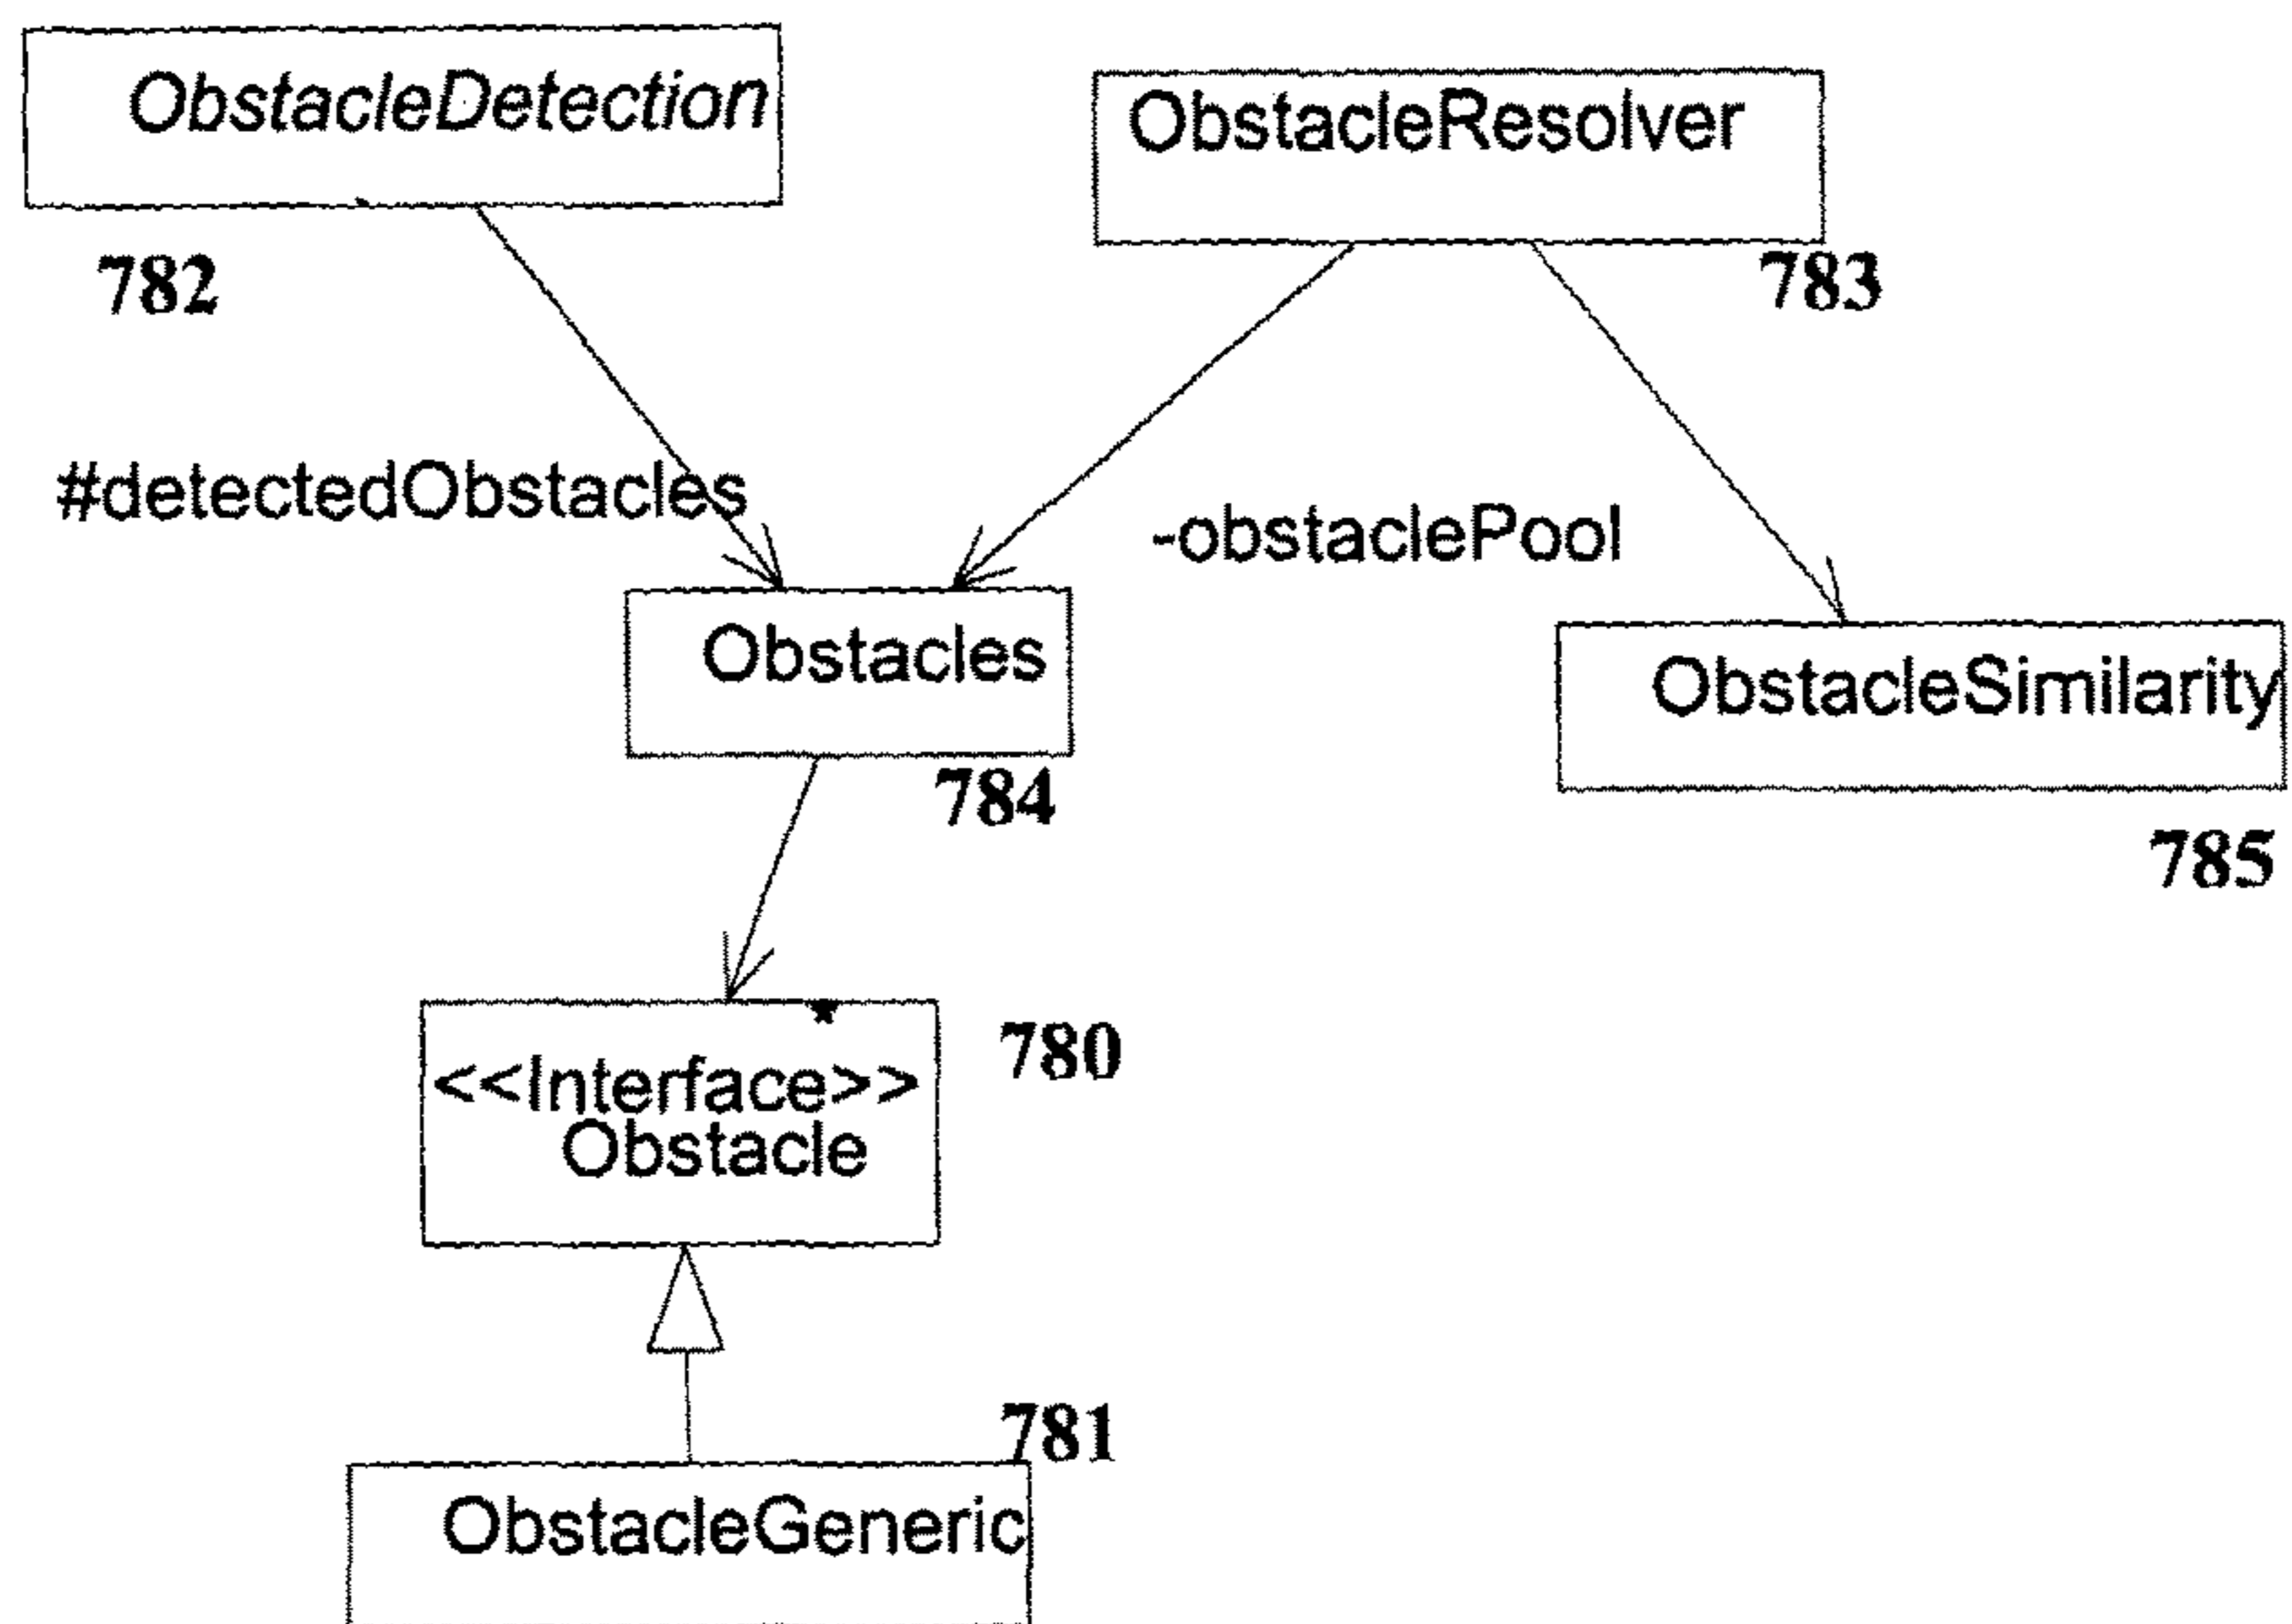 ObstacleDetection
ObstacleResolver
782
783
#detectedObstacles
-obstaclePool
Obstacles
ObstacleSimilarity
784
785
*
780
<<Interface>>
Obstacle
781
ObstacleGeneric